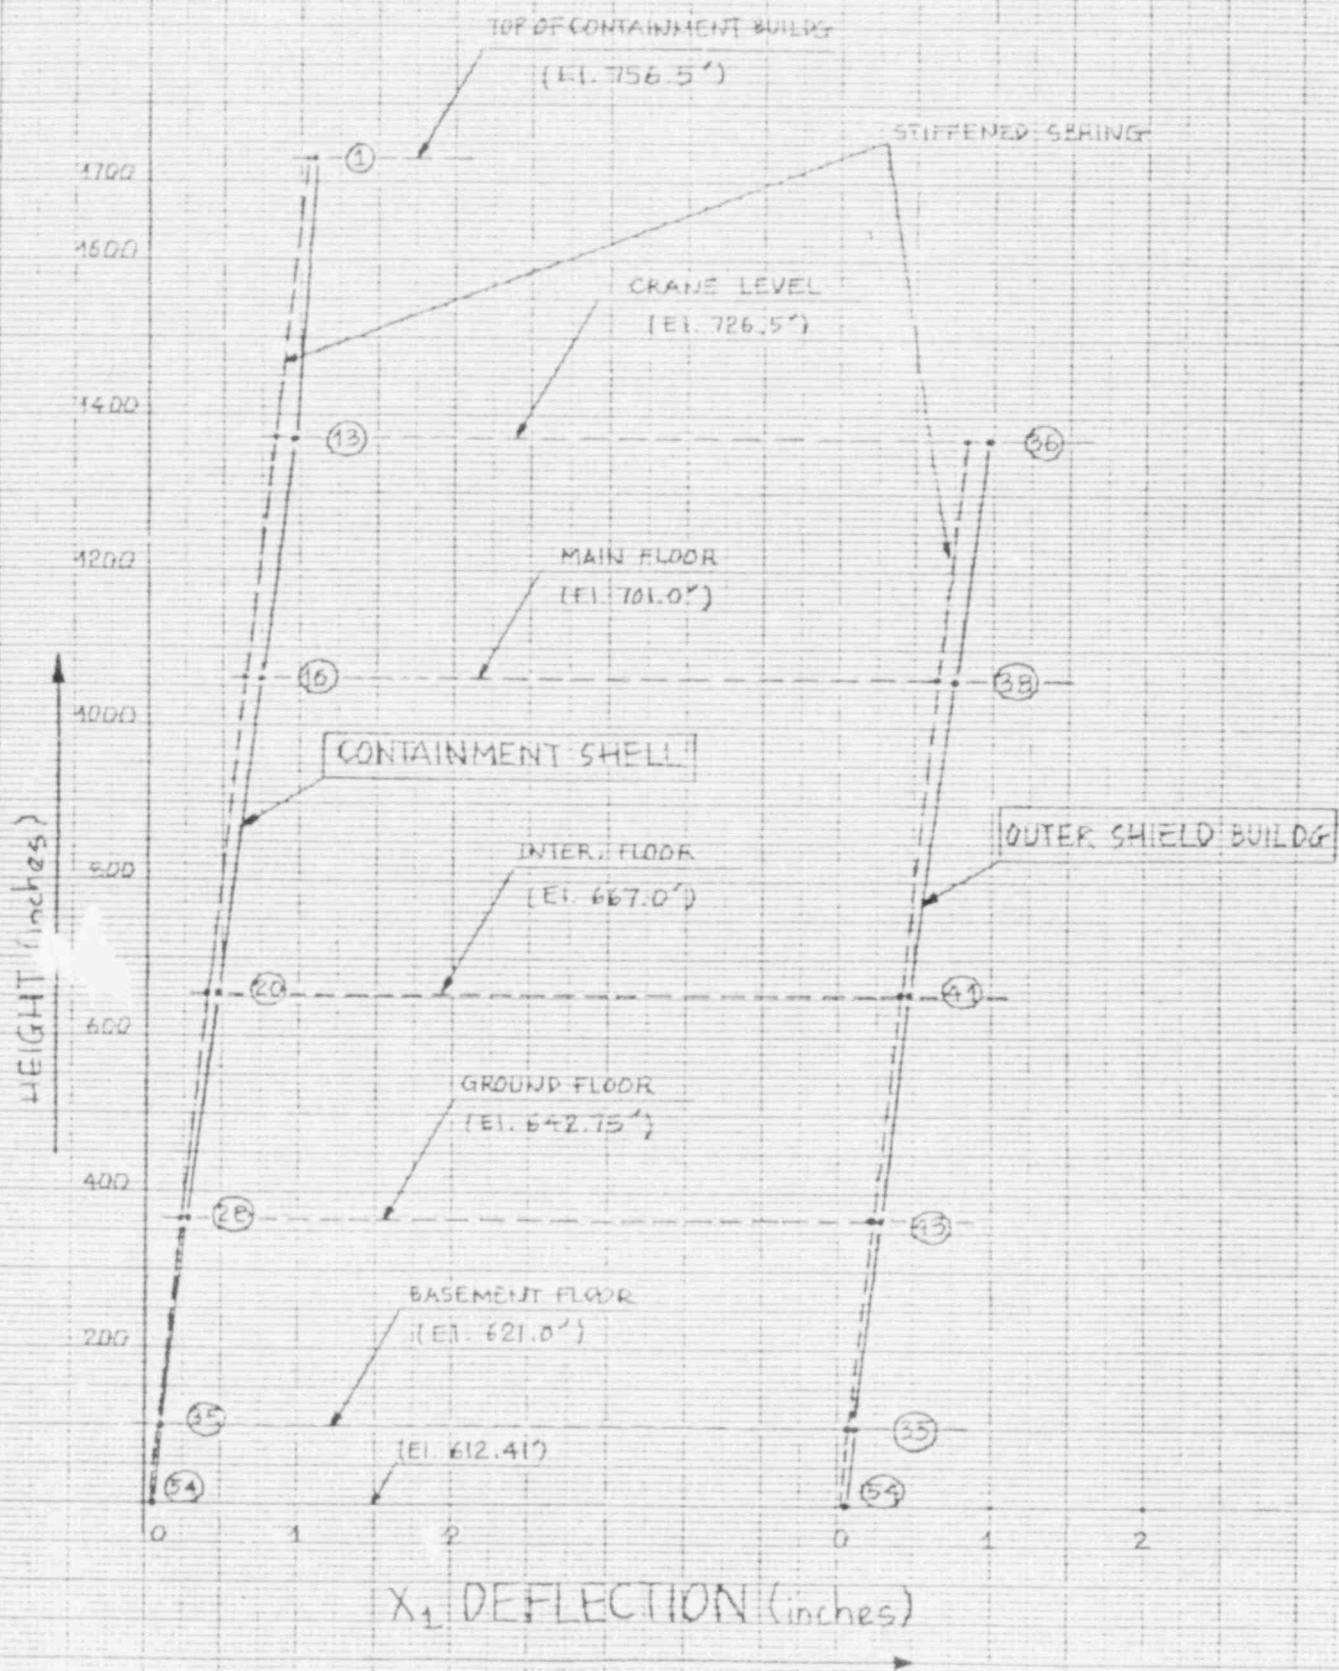 TOP OF CONTAINMENT BUILDG
(El. 756.5')
STIFFENED SPRING
1700
1
1600
CRANE LEVEL
(El. 726.5')
1400
13
36
1200
MAIN FLOOR
(El. 701.0')
16
38
1000
CONTAINMENT SHELL
OUTER SHIELD BUILDG
INTER. FLOOR
800
(El. 667.0')
HEIGHT (inches)
20
41
600
GROUND FLOOR
(El. 642.75')
400
28
43
BASEMENT FLOOR
(El. 621.0')
200
35
35
(El. 612.41')
54
54
0
1
2
0
1
2
X1 DEFLECTION (inches)